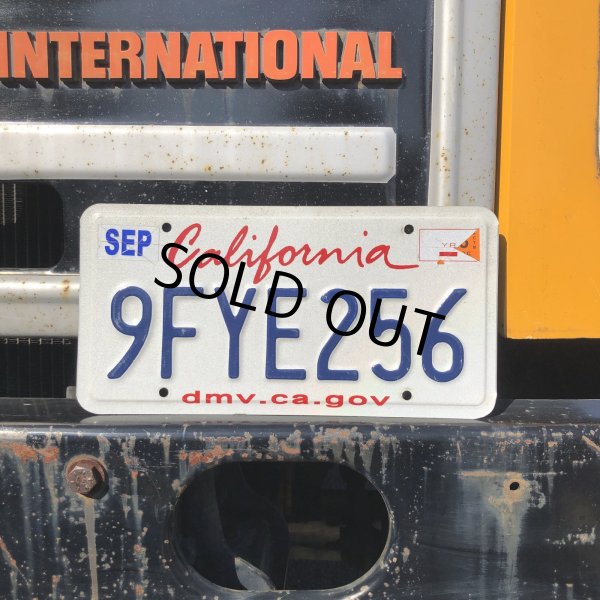 INTERNATIONAL
SEP California
9FYE256
SOLD OUT
dmv.ca.gov